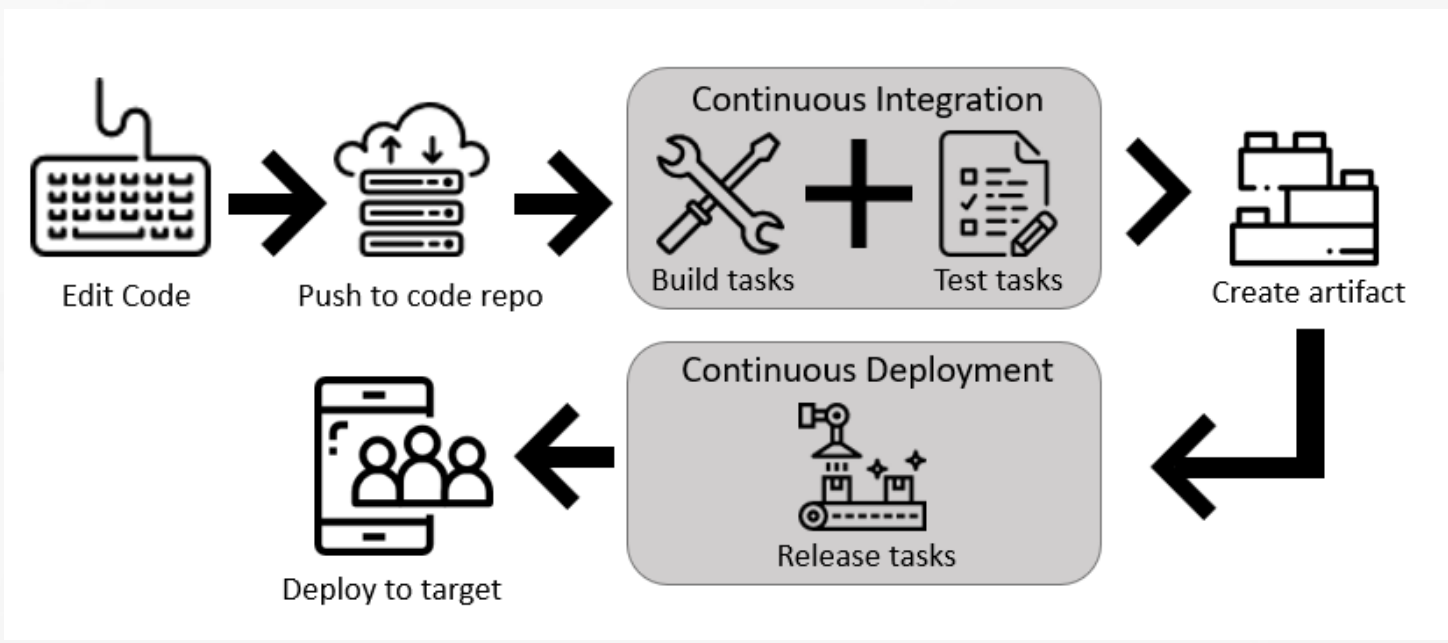 Continuous Integration
Build tasks
Test tasks
Edit Code
Push to code repo
Create artifact
Continuous Deployment
Release tasks
Deploy to target